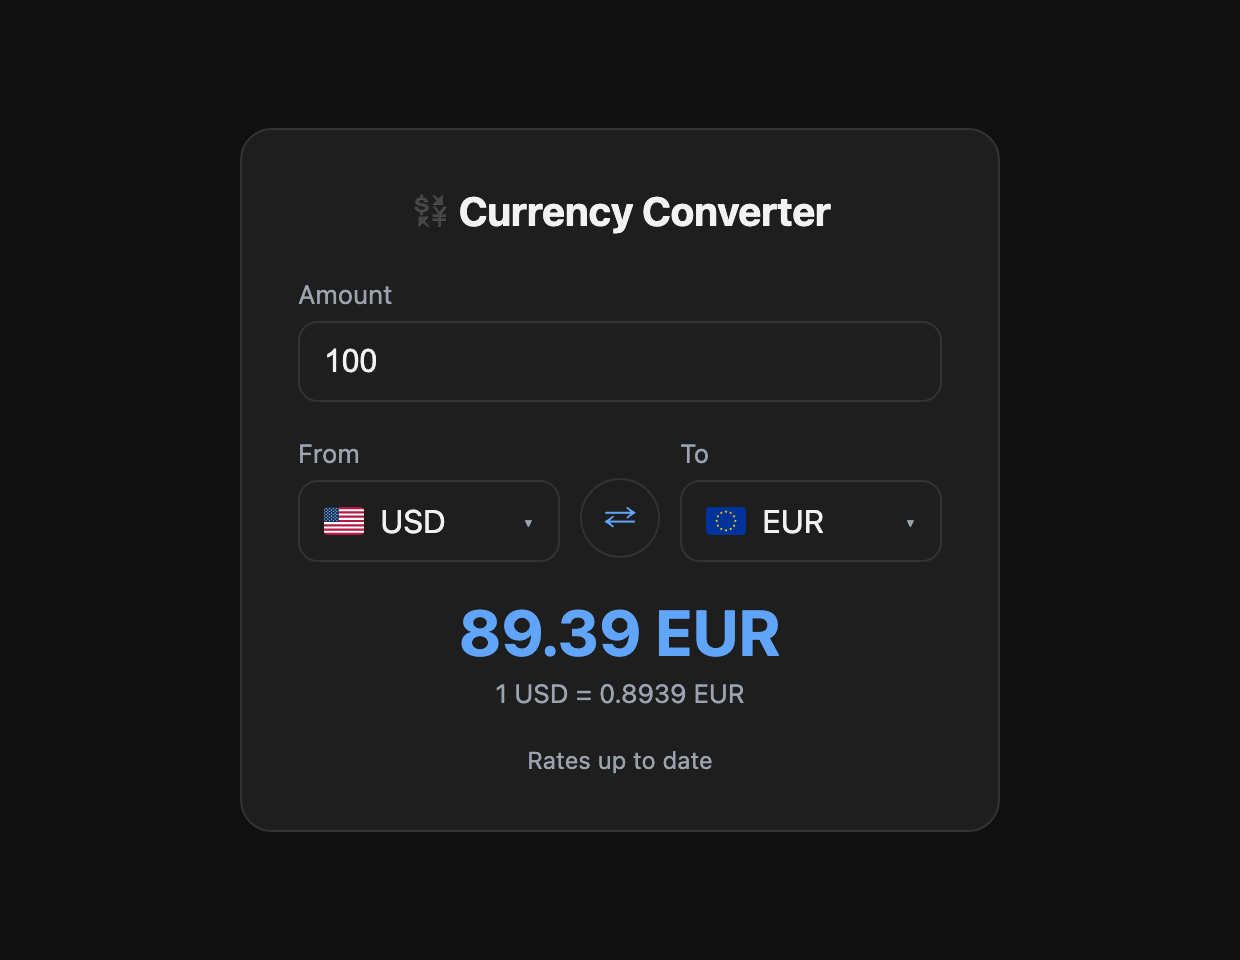 💱 Currency Converter
Amount
100
From
To
USD
EUR
89.39 EUR
1 USD = 0.8939 EUR
Rates up to date